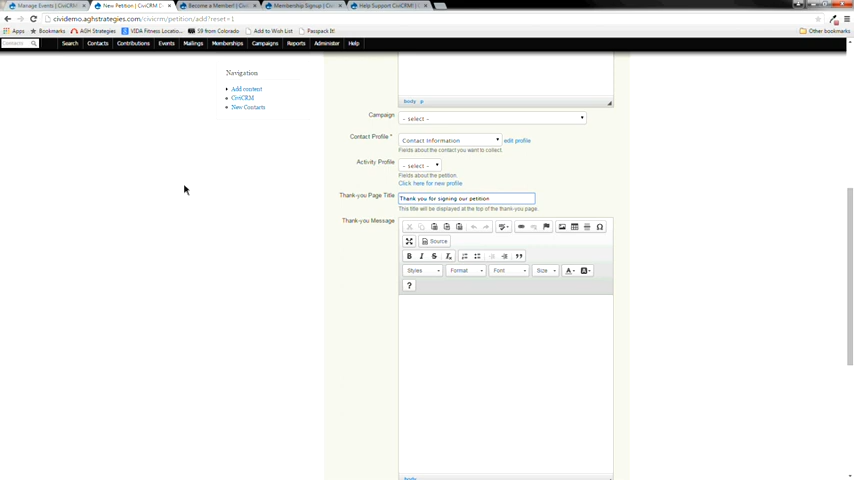 Manage Events | CiviCRM
New Petition | CiviCRM D
Become a Member! | Civi
Membership Signup | Civi
Help Support CiviCRM! |
cividemo.aghstrategies.com/civicrm/petition/add?reset=1
Apps Bookmarks AGH Strategies VIDA Fitness Locatio... S9 from Colorado Add to Wish List Passpack It! Other bookmarks
Contacts Search Contacts Contributions Events Mailings Memberships Campaigns Reports Administer Help
Navigation
Add content
CiviCRM
New Contacts
body p
Campaign - select -
Contact Profile * Contact Information edit profile
Fields about the contact you want to collect.
Activity Profile - select -
Fields about the petition.
Click here for new profile
Thank-you Page Title Thank you for signing our petition
This title will be displayed at the top of the thank-you page.
Thank-you Message
Source
B I S Ix
Styles Format Font Size A A
?
body